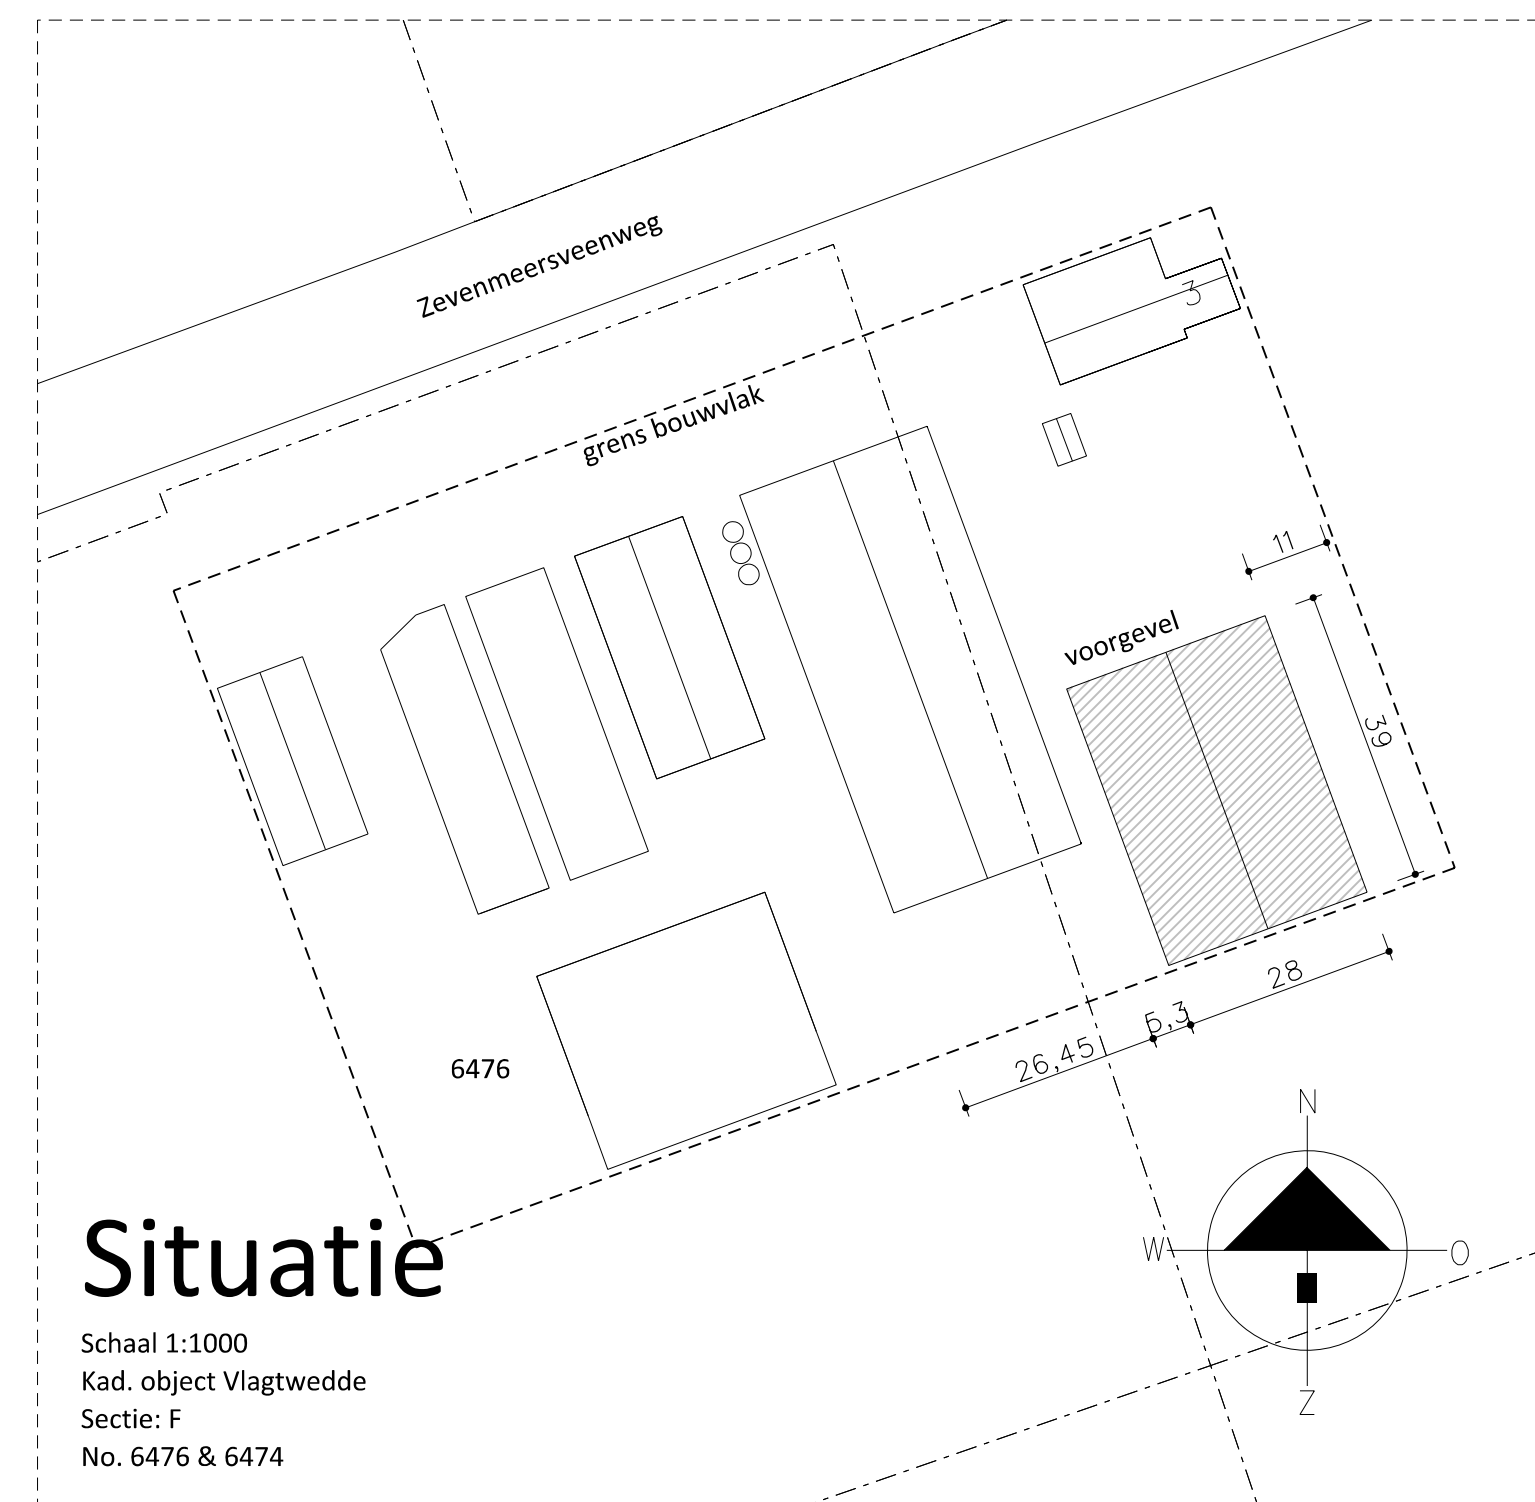 Zevenmeersveenweg
3
grens bouwvlak
11
voorgevel
39
28
5,3
26,45
6476
N
W
O
Z
Situatie
Schaal 1:1000
Kad. object Vlagtwedde
Sectie: F
No. 6476 & 6474